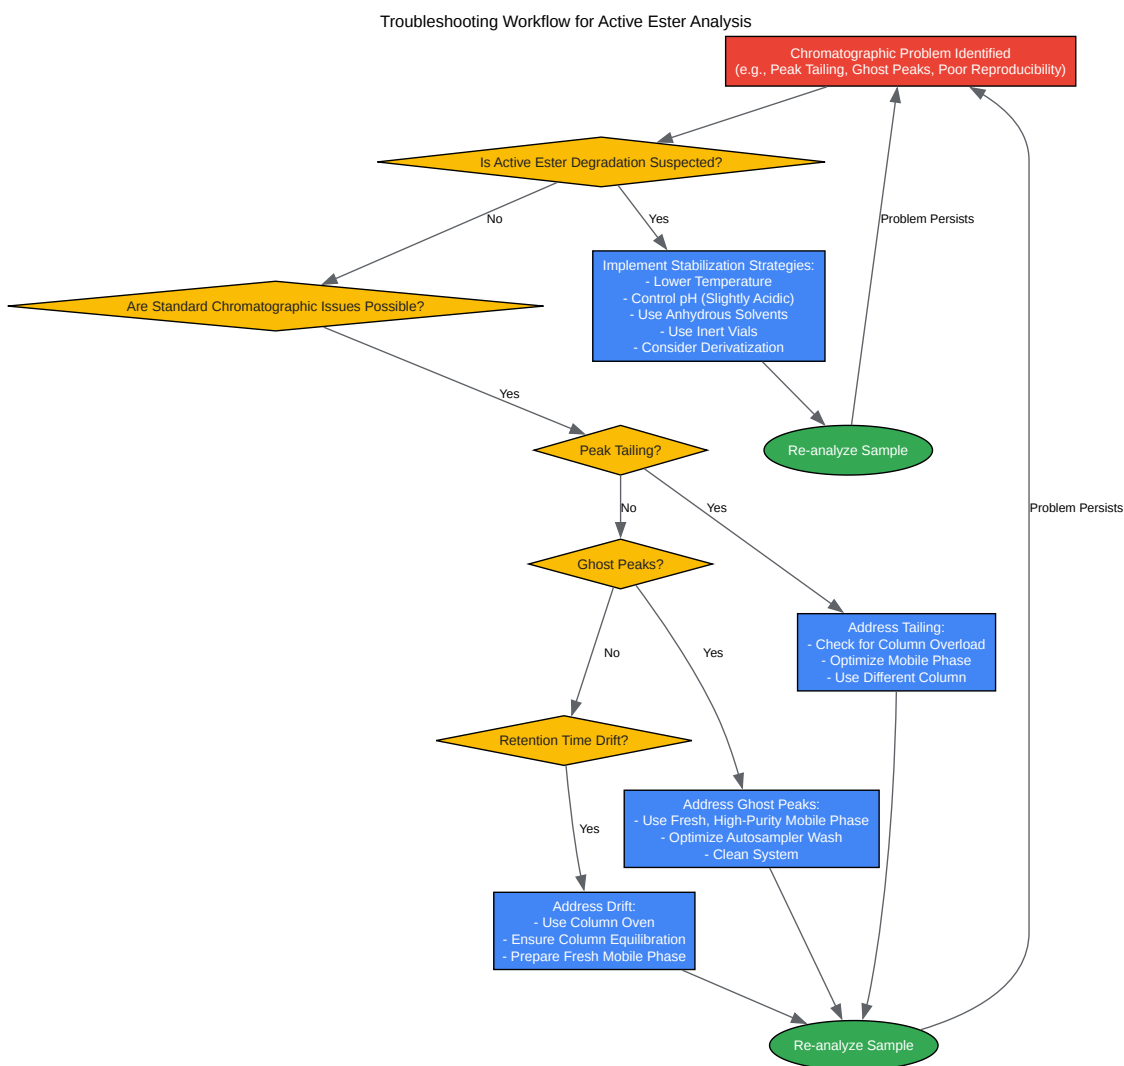 Troubleshooting Workflow for Active Ester Analysis
Chromatographic Problem Identified
(e.g., Peak Tailing, Ghost Peaks, Poor Reproducibility)
Is Active Ester Degradation Suspected?
No
Yes
Problem Persists
Implement Stabilization Strategies:
- Lower Temperature
- Control pH (Slightly Acidic)
- Use Anhydrous Solvents
- Use Inert Vials
- Consider Derivatization
Are Standard Chromatographic Issues Possible?
Yes
Peak Tailing?
Re-analyze Sample
No
Yes
Problem Persists
Ghost Peaks?
Address Tailing:
- Check for Column Overload
- Optimize Mobile Phase
- Use Different Column
No
Yes
Retention Time Drift?
Address Ghost Peaks:
- Use Fresh, High-Purity Mobile Phase
- Optimize Autosampler Wash
- Clean System
Yes
Address Drift:
- Use Column Oven
- Ensure Column Equilibration
- Prepare Fresh Mobile Phase
Re-analyze Sample